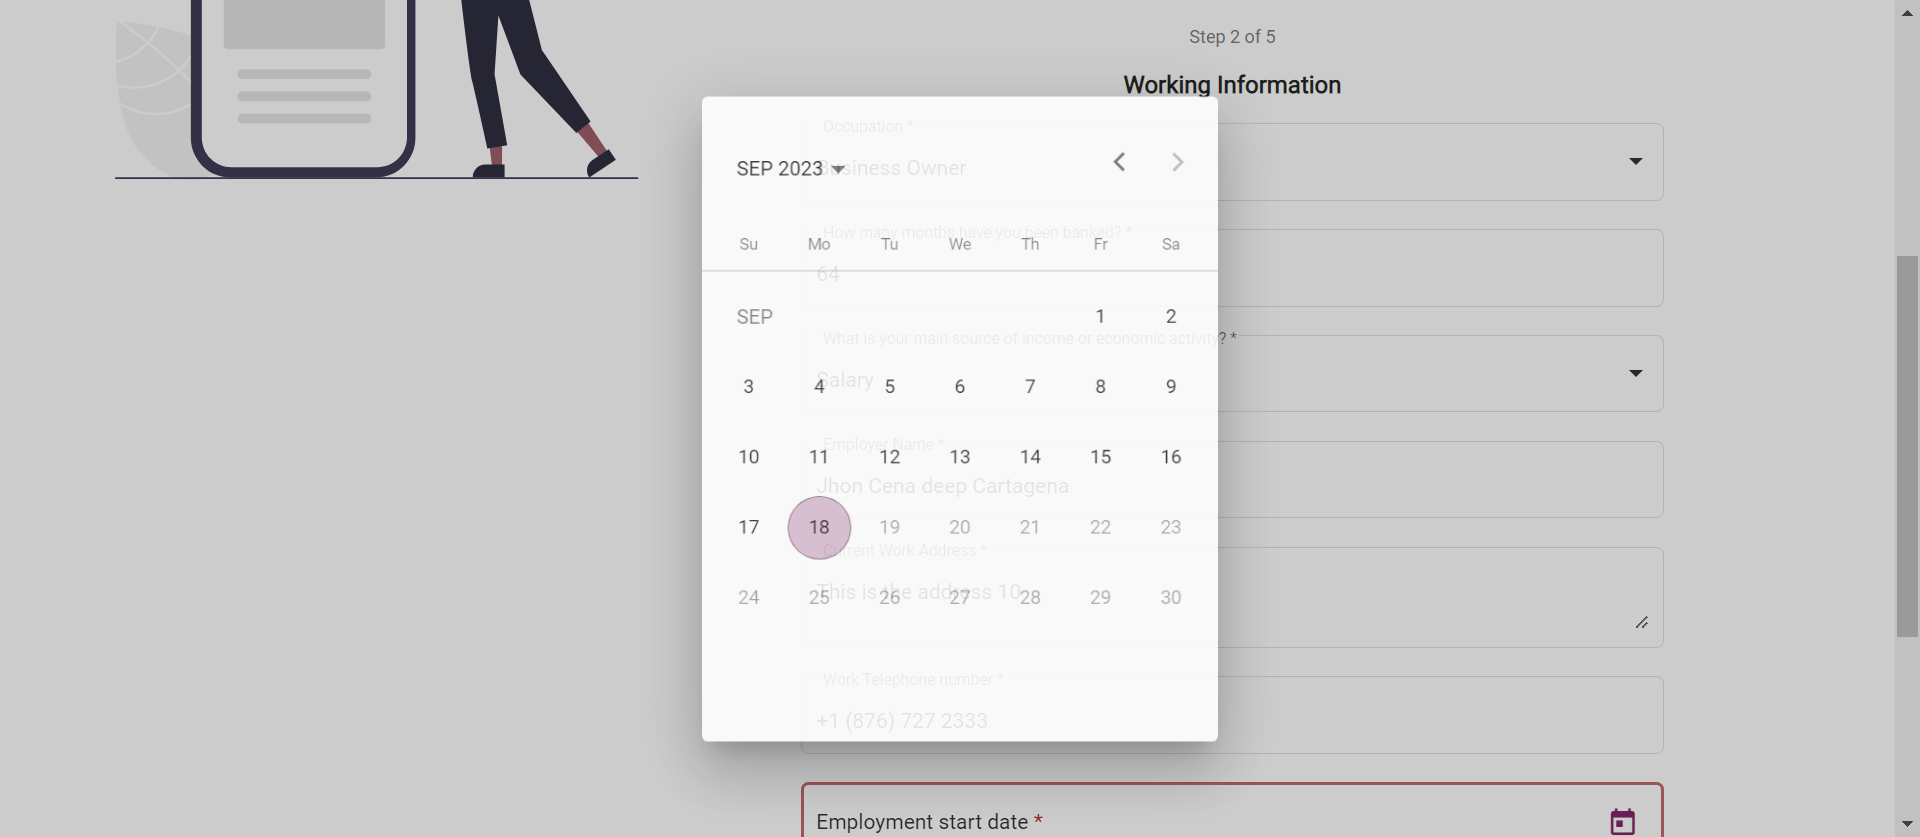 Step 2 of 5
Working Information
Occupation *
Business Owner
How many months have you been banked? *
64
What is your main source of income or economic activity? *
Salary
Employer Name *
Jhon Cena deep Cartagena
Current Work Address *
This is the address 10
Work Telephone number *
+1 (876) 727 2333
Employment start date *
SEP 2023
Su Mo Tu We Th Fr Sa
SEP 1 2
3 4 5 6 7 8 9
10 11 12 13 14 15 16
17 18 19 20 21 22 23
24 25 26 27 28 29 30